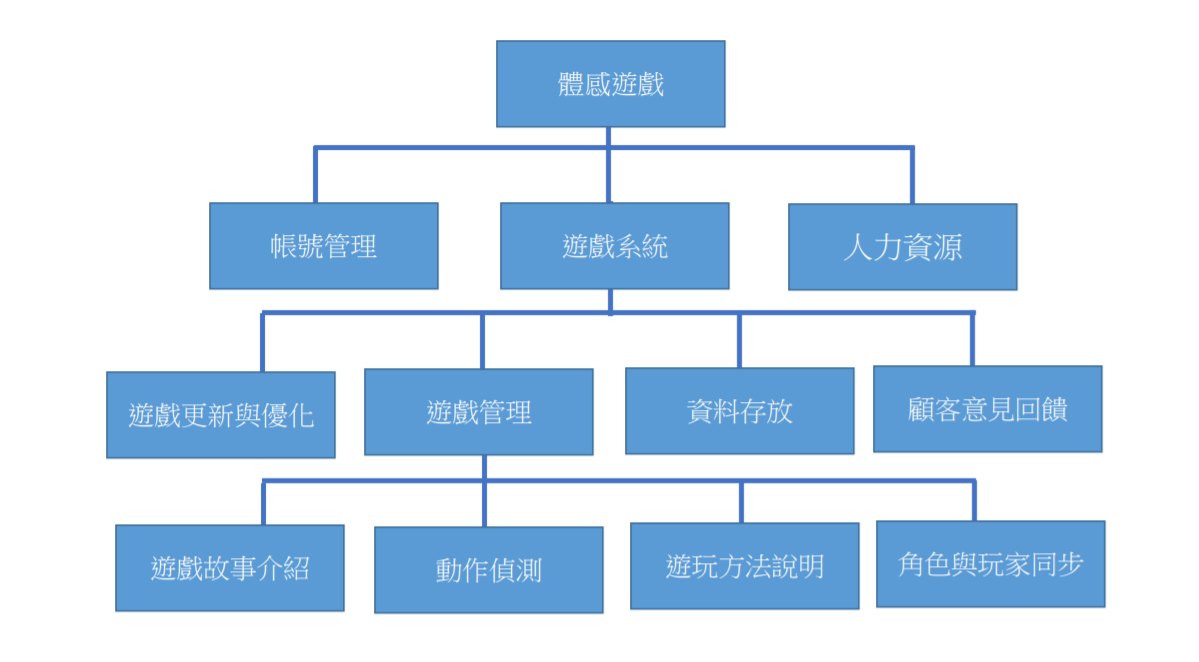 體感遊戲
帳號管理
遊戲系統
人力資源
遊戲更新與優化
遊戲管理
資料存放
顧客意見回饋
遊戲故事介紹
動作偵測
遊玩方法說明
角色與玩家同步